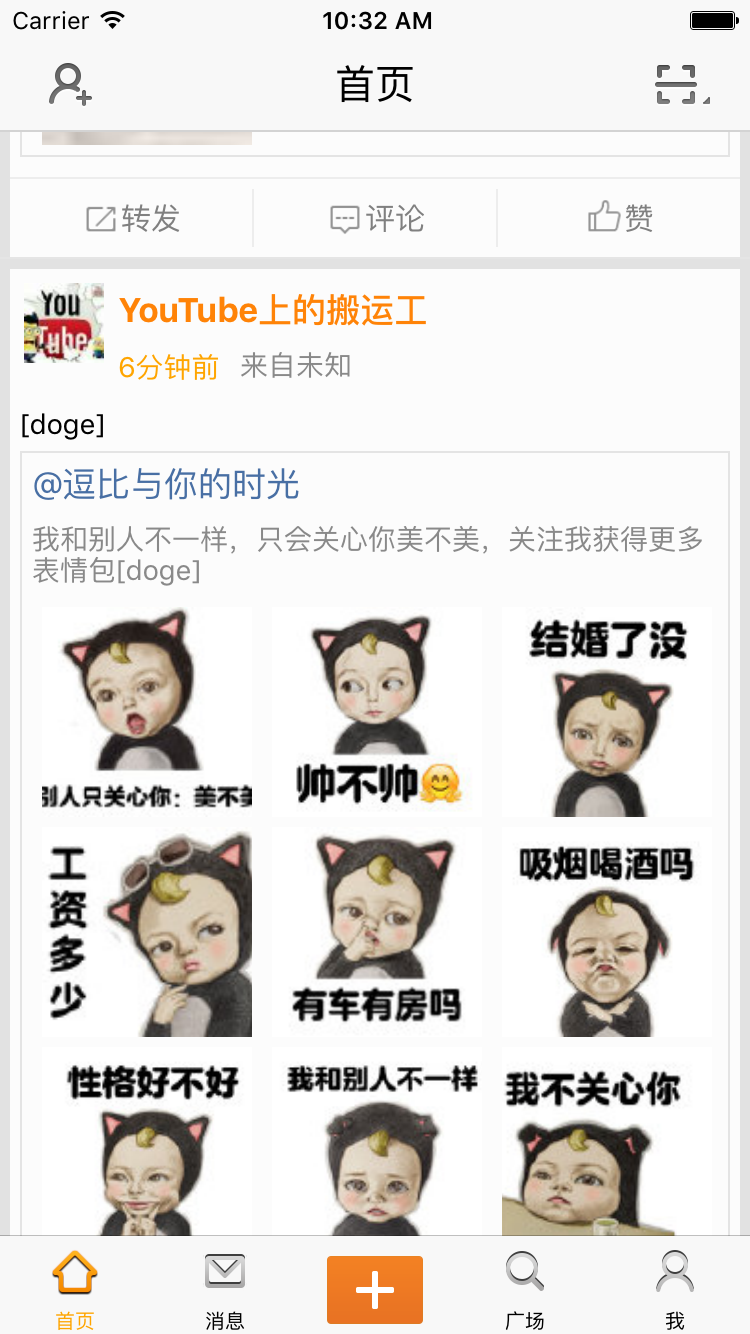 Carrier 10:32 AM
首页
转发 评论 赞
You
Tube
YouTube上的搬运工
6分钟前 来自未知
[doge]
@逗比与你的时光
我和别人不一样，只会关心你美不美，关注我获得更多
表情包[doge]
别人只关心你：美不美
帅不帅🤗
结婚了没
工资多少
有车有房吗
吸烟喝酒吗
性格好不好
我和别人不一样
我不关心你
首页 消息 广场 我